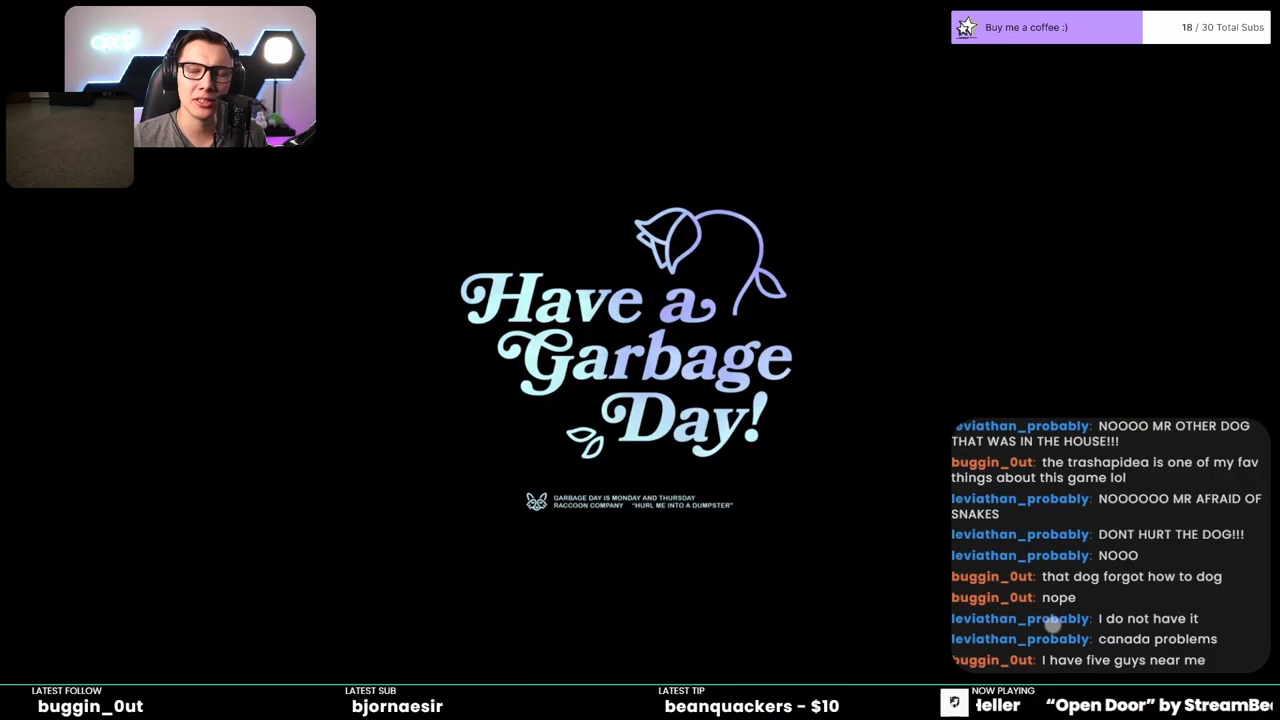 Buy me a coffee :)
18 / 30 Total Subs
Have a
Garbage
Day!
GARBAGE DAY IS MONDAY AND THURSDAY
RACCOON COMPANY "HURL ME INTO A DUMPSTER"
leviathan_probably: NOOOO MR OTHER DOG
THAT WAS IN THE HOUSE!!!
buggin_0ut: the trashapidea is one of my fav
things about this game lol
leviathan_probably: NOOOOOO MR AFRAID OF
SNAKES
leviathan_probably: DONT HURT THE DOG!!!
leviathan_probably: NOOO
buggin_0ut: that dog forgot how to dog
buggin_0ut: nope
leviathan_probably: I do not have it
leviathan_probably: canada problems
buggin_0ut: I have five guys near me
LATEST FOLLOW
buggin_0ut
LATEST SUB
bjornaesir
LATEST TIP
beanquackers - $10
NOW PLAYING
Heller "Open Door" by StreamBe